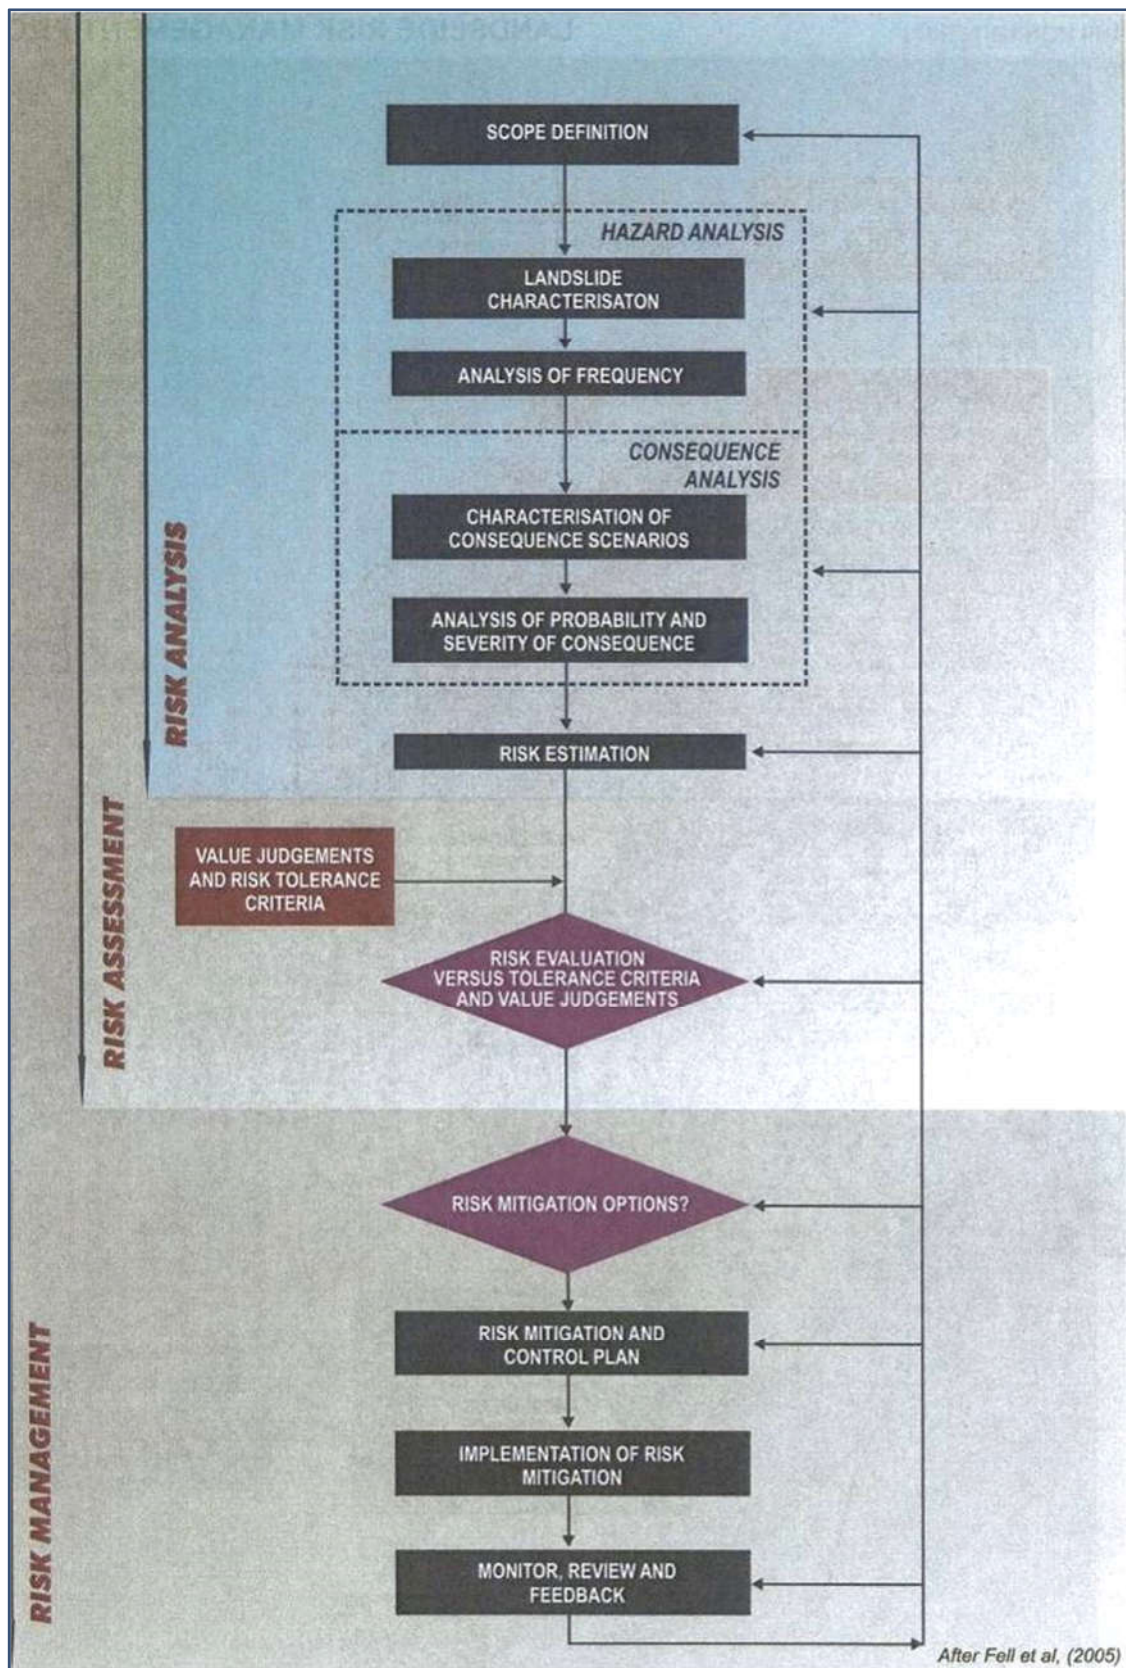 SCOPE DEFINITION
HAZARD ANALYSIS
LANDSLIDE
CHARACTERISATON
ANALYSIS OF FREQUENCY
CONSEQUENCE
ANALYSIS
CHARACTERISATION OF
CONSEQUENCE SCENARIOS
ANALYSIS OF PROBABILITY AND
SEVERITY OF CONSEQUENCE
RISK ESTIMATION
RISK ANALYSIS
VALUE JUDGEMENTS
AND RISK TOLERANCE
CRITERIA
RISK EVALUATION
VERSUS TOLERANCE CRITERIA
AND VALUE JUDGEMENTS
RISK ASSESSMENT
RISK MITIGATION OPTIONS?
RISK MITIGATION AND
CONTROL PLAN
IMPLEMENTATION OF RISK
MITIGATION
MONITOR, REVIEW AND
FEEDBACK
RISK MANAGEMENT
After Fell et al, (2005)